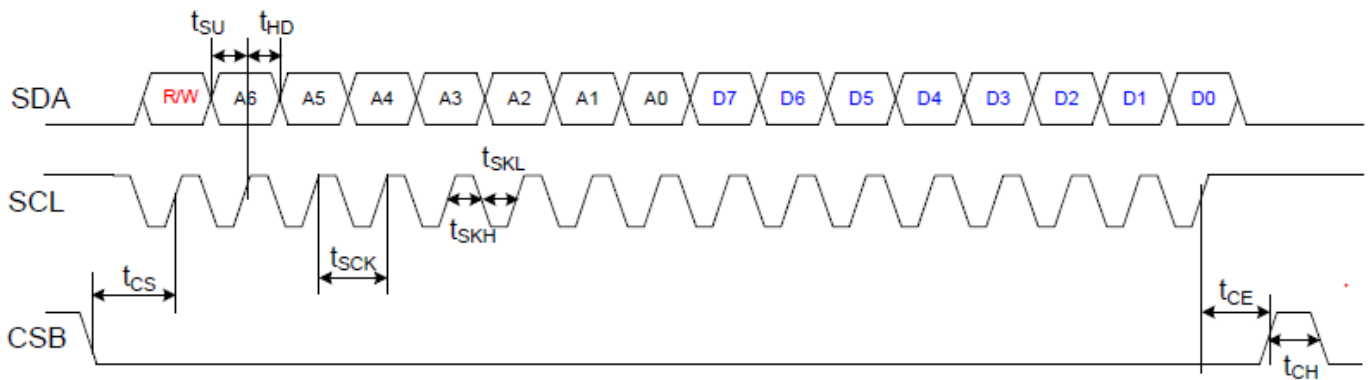 tSU tHD
SDA R/W A6 A5 A4 A3 A2 A1 A0 D7 D6 D5 D4 D3 D2 D1 D0
tSKL
SCL
tSKH
tSCK
tCS
tCE
CSB
tCH